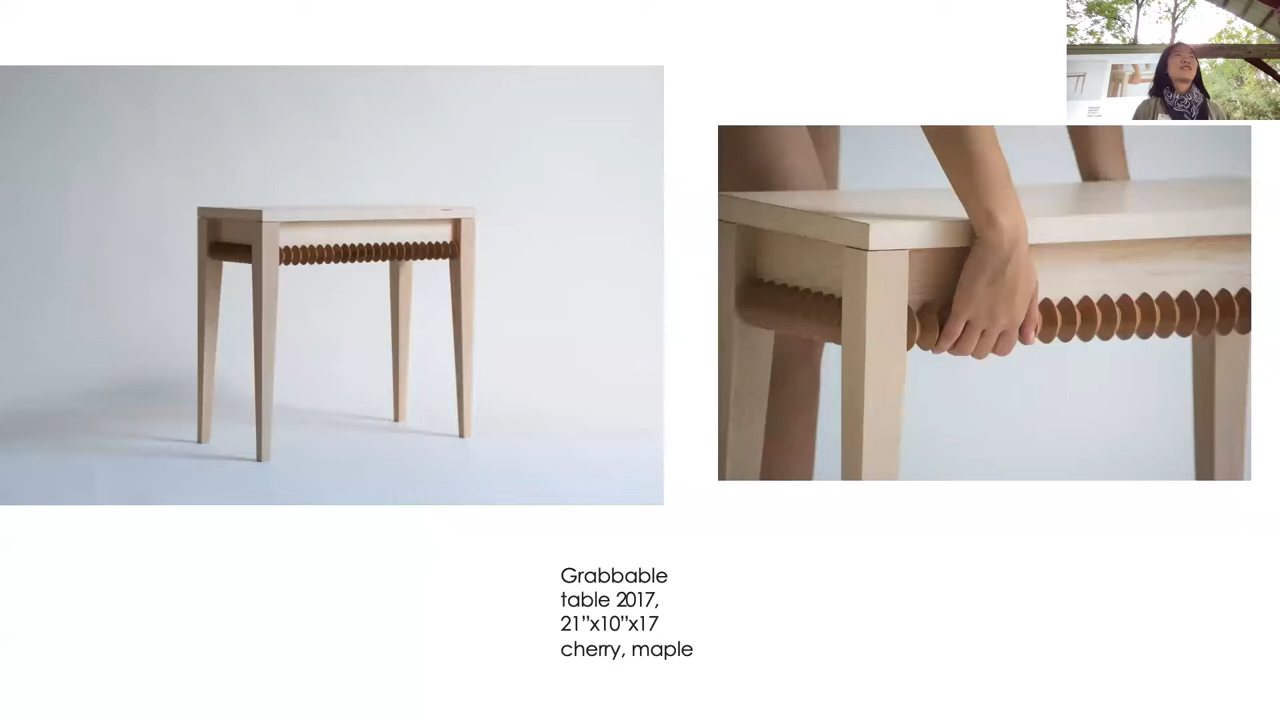 Grabbable
table 2017,
21”x10”x17
cherry, maple